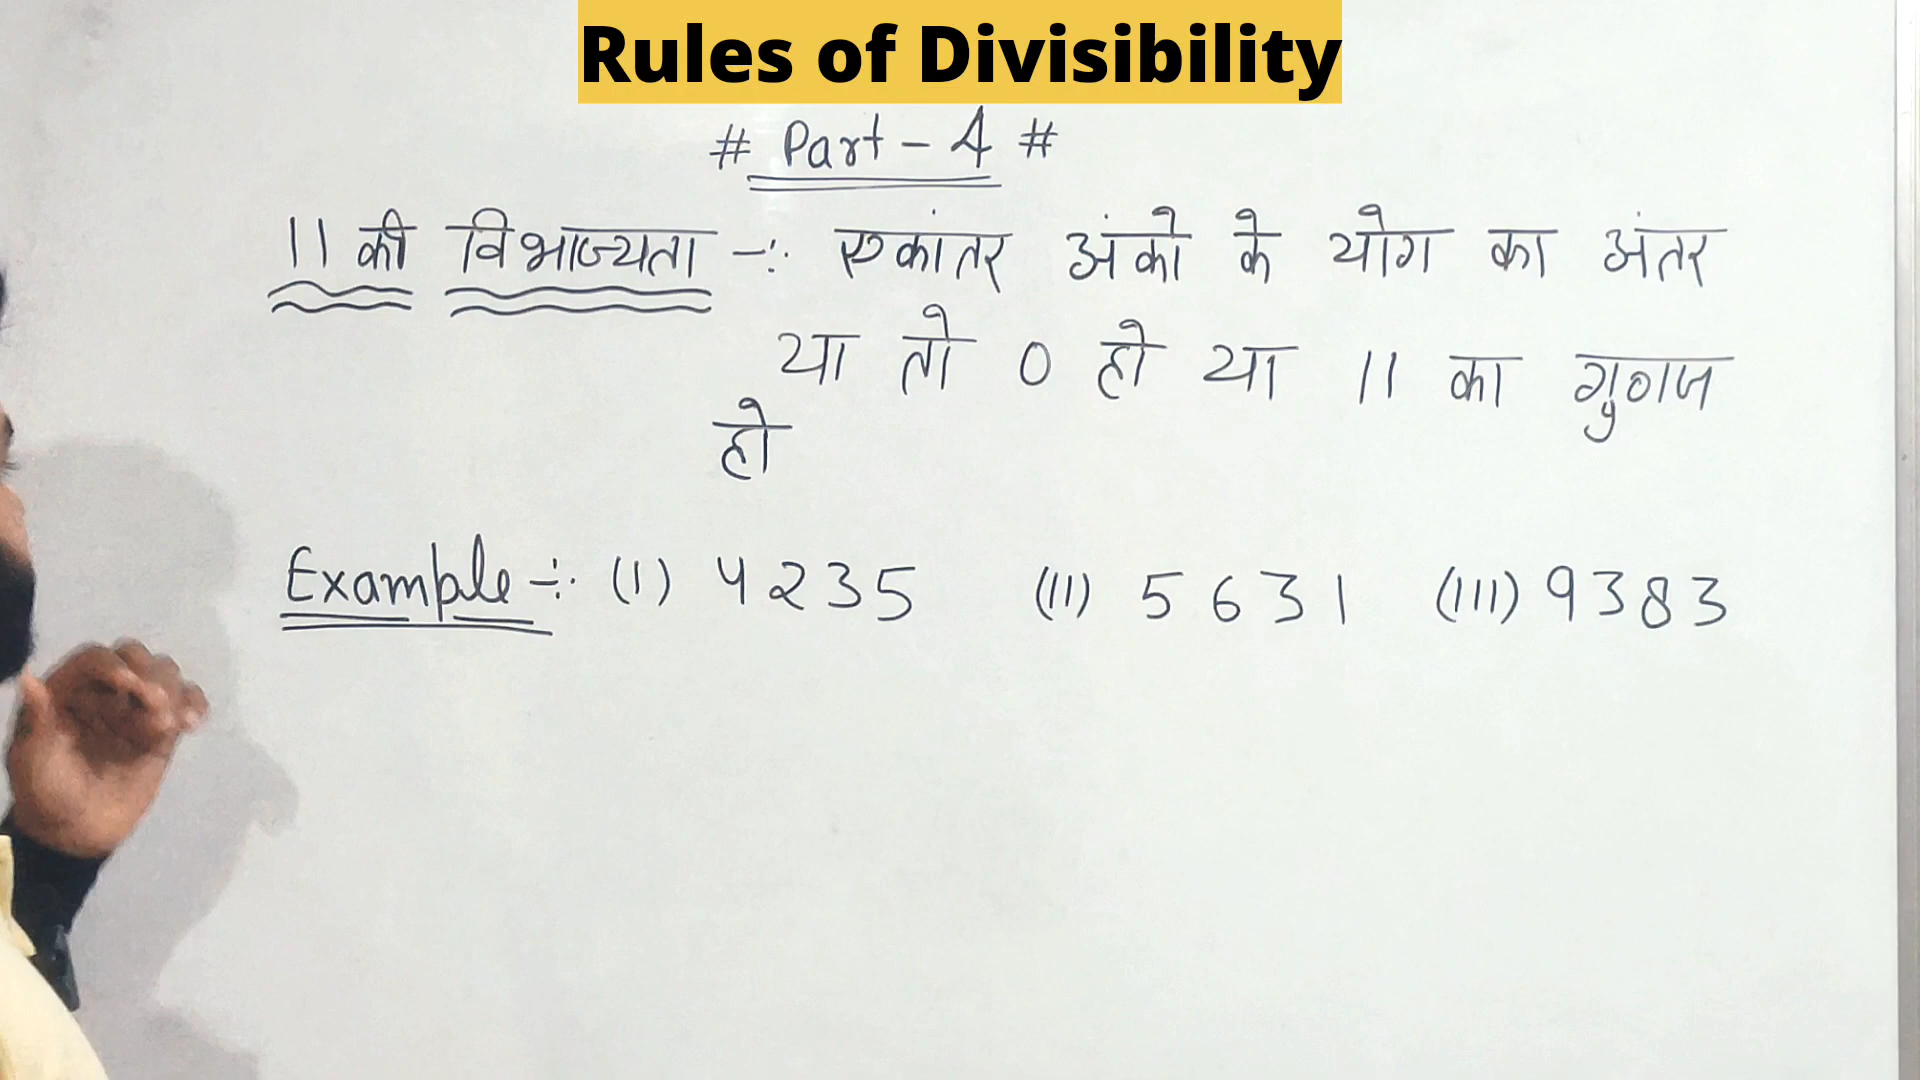 Rules of Divisibility
# Part - 4 #
11 की विभाज्यता -: एकांतर अंको के योग का अंतर
या तो 0 हो या 11 का गुणज
हो
Example -: (I) 4235 (II) 5631 (III) 9383